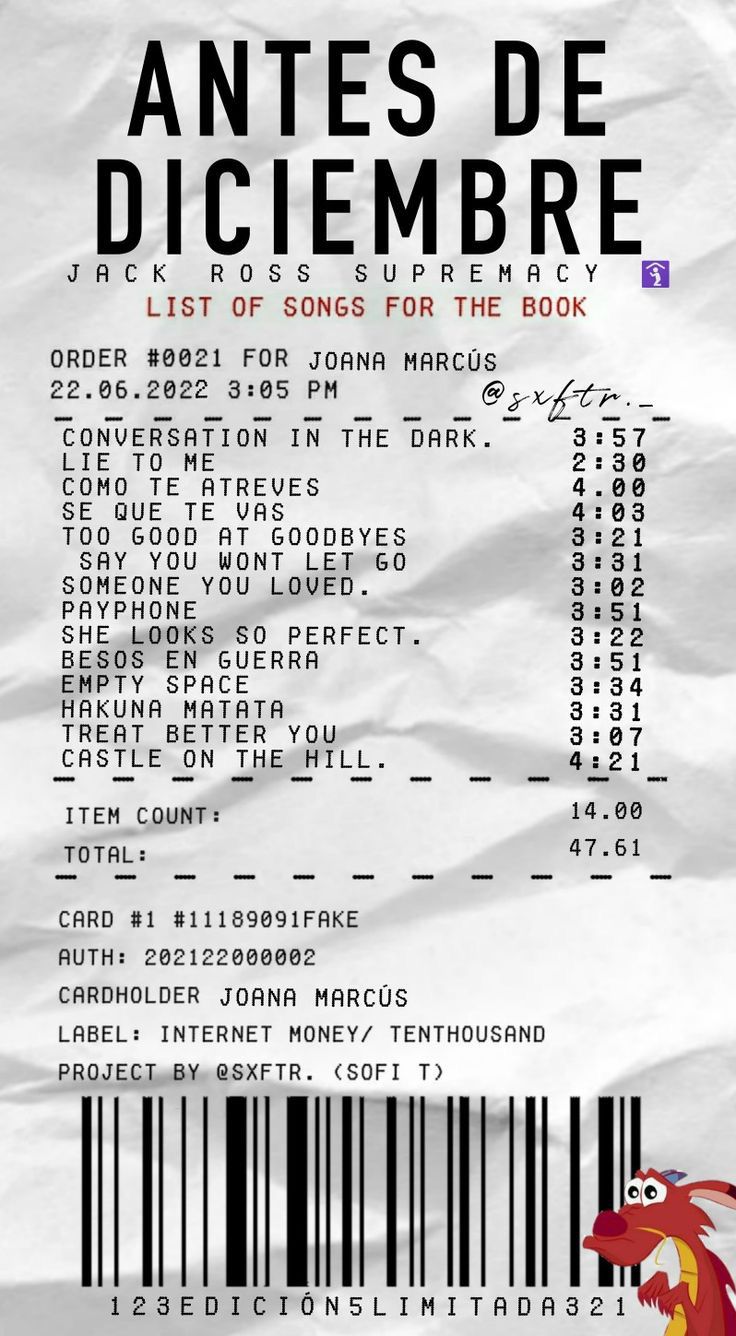 ANTES DE
DICIEMBRE
JACK ROSS SUPREMACY 🛐
LIST OF SONGS FOR THE BOOK
ORDER #0021 FOR JOANA MARCÚS
22.06.2022 3:05 PM @sxftr._
CONVERSATION IN THE DARK. 3:57
LIE TO ME 2:30
COMO TE ATREVES 4.00
SE QUE TE VAS 4:03
TOO GOOD AT GOODBYES 3:21
SAY YOU WONT LET GO 3:31
SOMEONE YOU LOVED. 3:02
PAYPHONE 3:51
SHE LOOKS SO PERFECT. 3:22
BESOS EN GUERRA 3:51
EMPTY SPACE 3:34
HAKUNA MATATA 3:31
TREAT BETTER YOU 3:07
CASTLE ON THE HILL. 4:21
ITEM COUNT: 14.00
TOTAL: 47.61
CARD #1 #11189091FAKE
AUTH: 202122000002
CARDHOLDER JOANA MARCÚS
LABEL: INTERNET MONEY/ TENTHOUSAND
PROJECT BY @SXFTR. (SOFI T)
123EDICIÓN5LIMITADA321